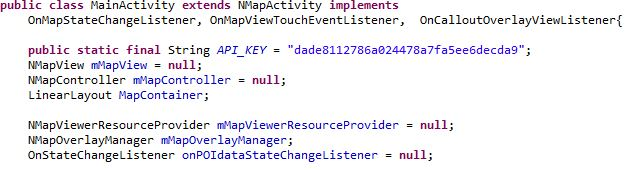 public class MainActivity extends NMapActivity implements
OnMapStateChangeListener, OnMapViewTouchEventListener,  OnCalloutOverlayViewListener{
public static final String API_KEY = "dade8112786a024478a7fa5ee6decda9";
NMapView mMapView = null;
NMapController mMapController = null;
LinearLayout MapContainer;
NMapViewerResourceProvider mMapViewerResourceProvider = null;
NMapOverlayManager mMapOverlayManager;
OnStateChangeListener onPOIdataStateChangeListener = null;